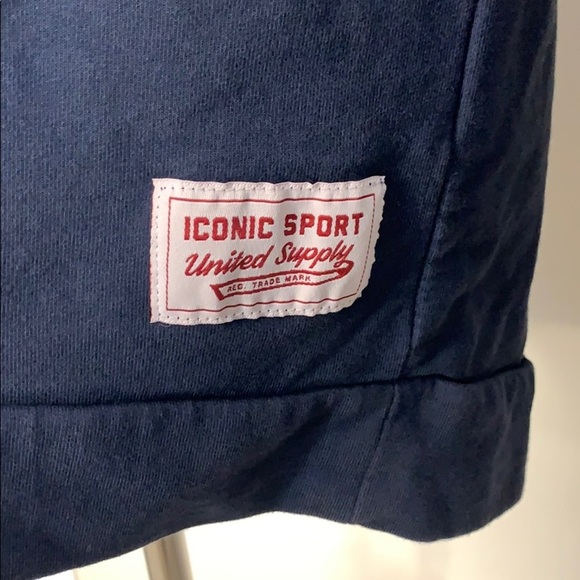 ICONIC SPORT
United Supply
REG. TRADE MARK